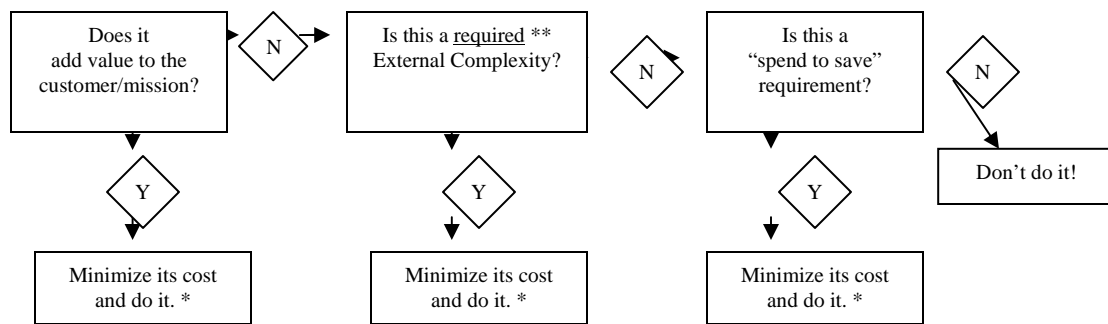 Does it
add value to the
customer/mission?
N
Is this a required **
External Complexity?
N
Is this a
“spend to save”
requirement?
N
Don’t do it!
Y
Y
Y
Minimize its cost
and do it. *
Minimize its cost
and do it. *
Minimize its cost
and do it. *